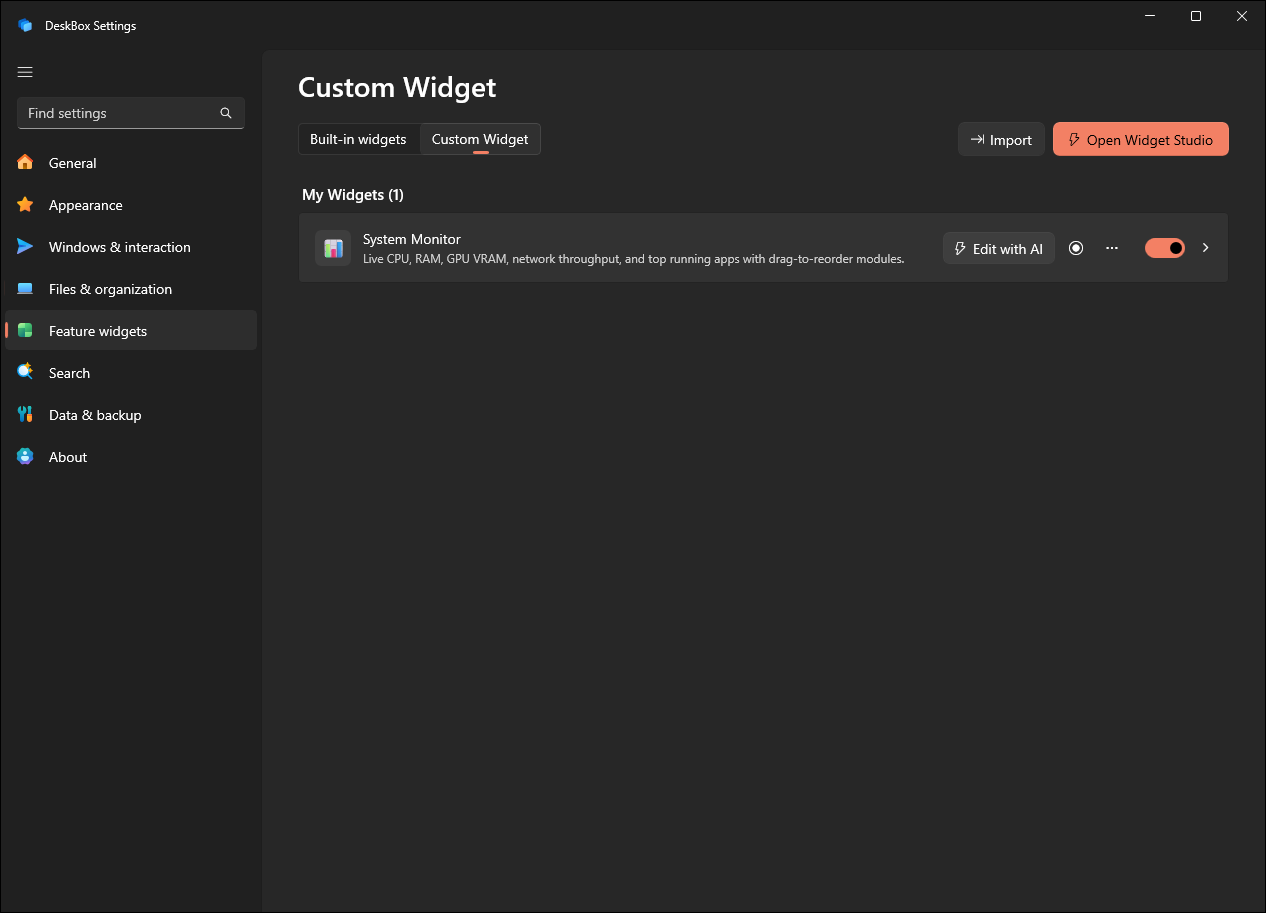 DeskBox Settings
Find settings
General
Appearance
Windows & interaction
Files & organization
Feature widgets
Search
Data & backup
About
Custom Widget
Built-in widgets
Custom Widget
Import
Open Widget Studio
My Widgets (1)
System Monitor
Live CPU, RAM, GPU VRAM, network throughput, and top running apps with drag-to-reorder modules.
Edit with AI